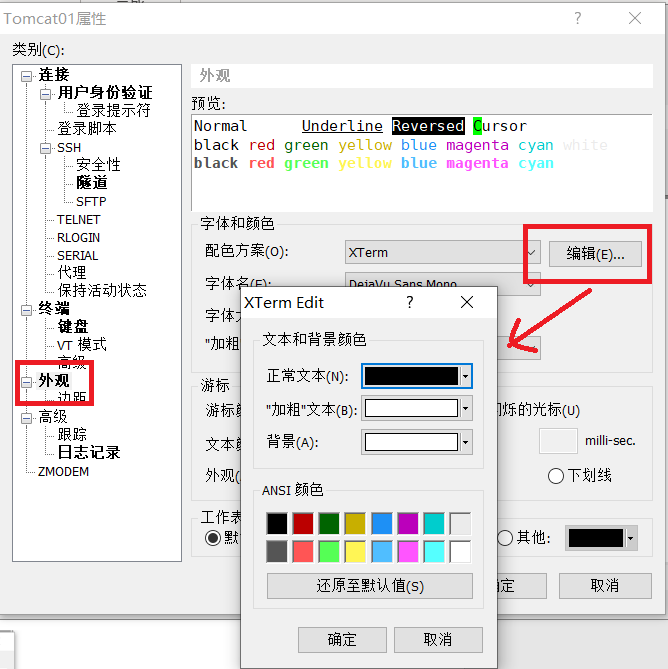 Tomcat01属性
类别(C):
连接
用户身份验证
登录提示符
登录脚本
SSH
安全性
隧道
SFTP
TELNET
RLOGIN
SERIAL
代理
保持活动状态
终端
键盘
VT 模式
高级
外观
边距
高级
跟踪
日志记录
ZMODEM
外观
预览:
Normal Underline Reversed Cursor
black red green yellow blue magenta cyan white
black red green yellow blue magenta cyan
字体和颜色
配色方案(O): XTerm 编辑(E)...
字体名(F): DejaVu Sans Mono
字体
"加粗
游标
游标
烁的光标(U)
文本
milli-sec.
外观(
下划线
工作表
默
其他:
定 取消
XTerm Edit
文本和背景颜色
正常文本(N):
"加粗"文本(B):
背景(A):
ANSI 颜色
还原至默认值(S)
确定 取消